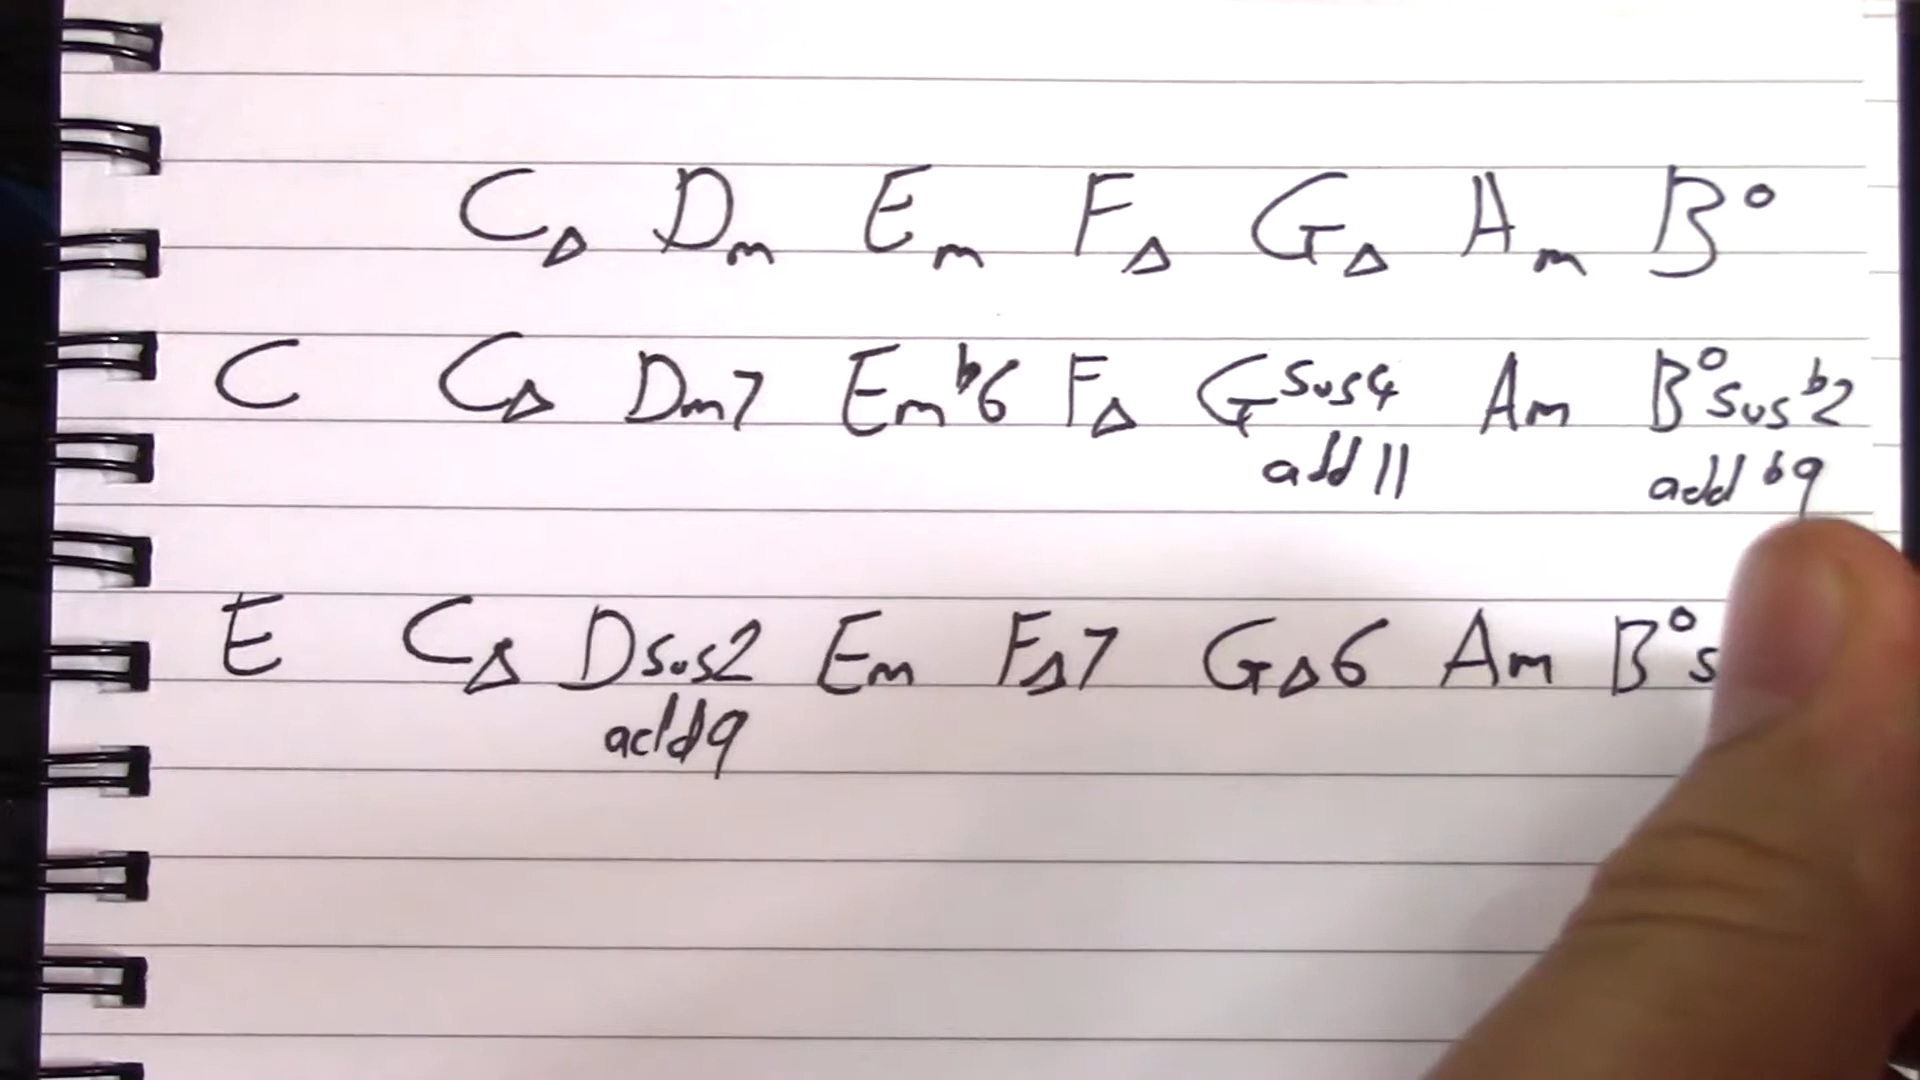 CΔ Dm Em FΔ GΔ Am B°
C CΔ Dm7 Em♭6 FΔ Gsus4 Am B°sus♭2
add11 add♭9
E CΔ Dsus2 Em FΔ7 GΔ6 Am B°s
add9